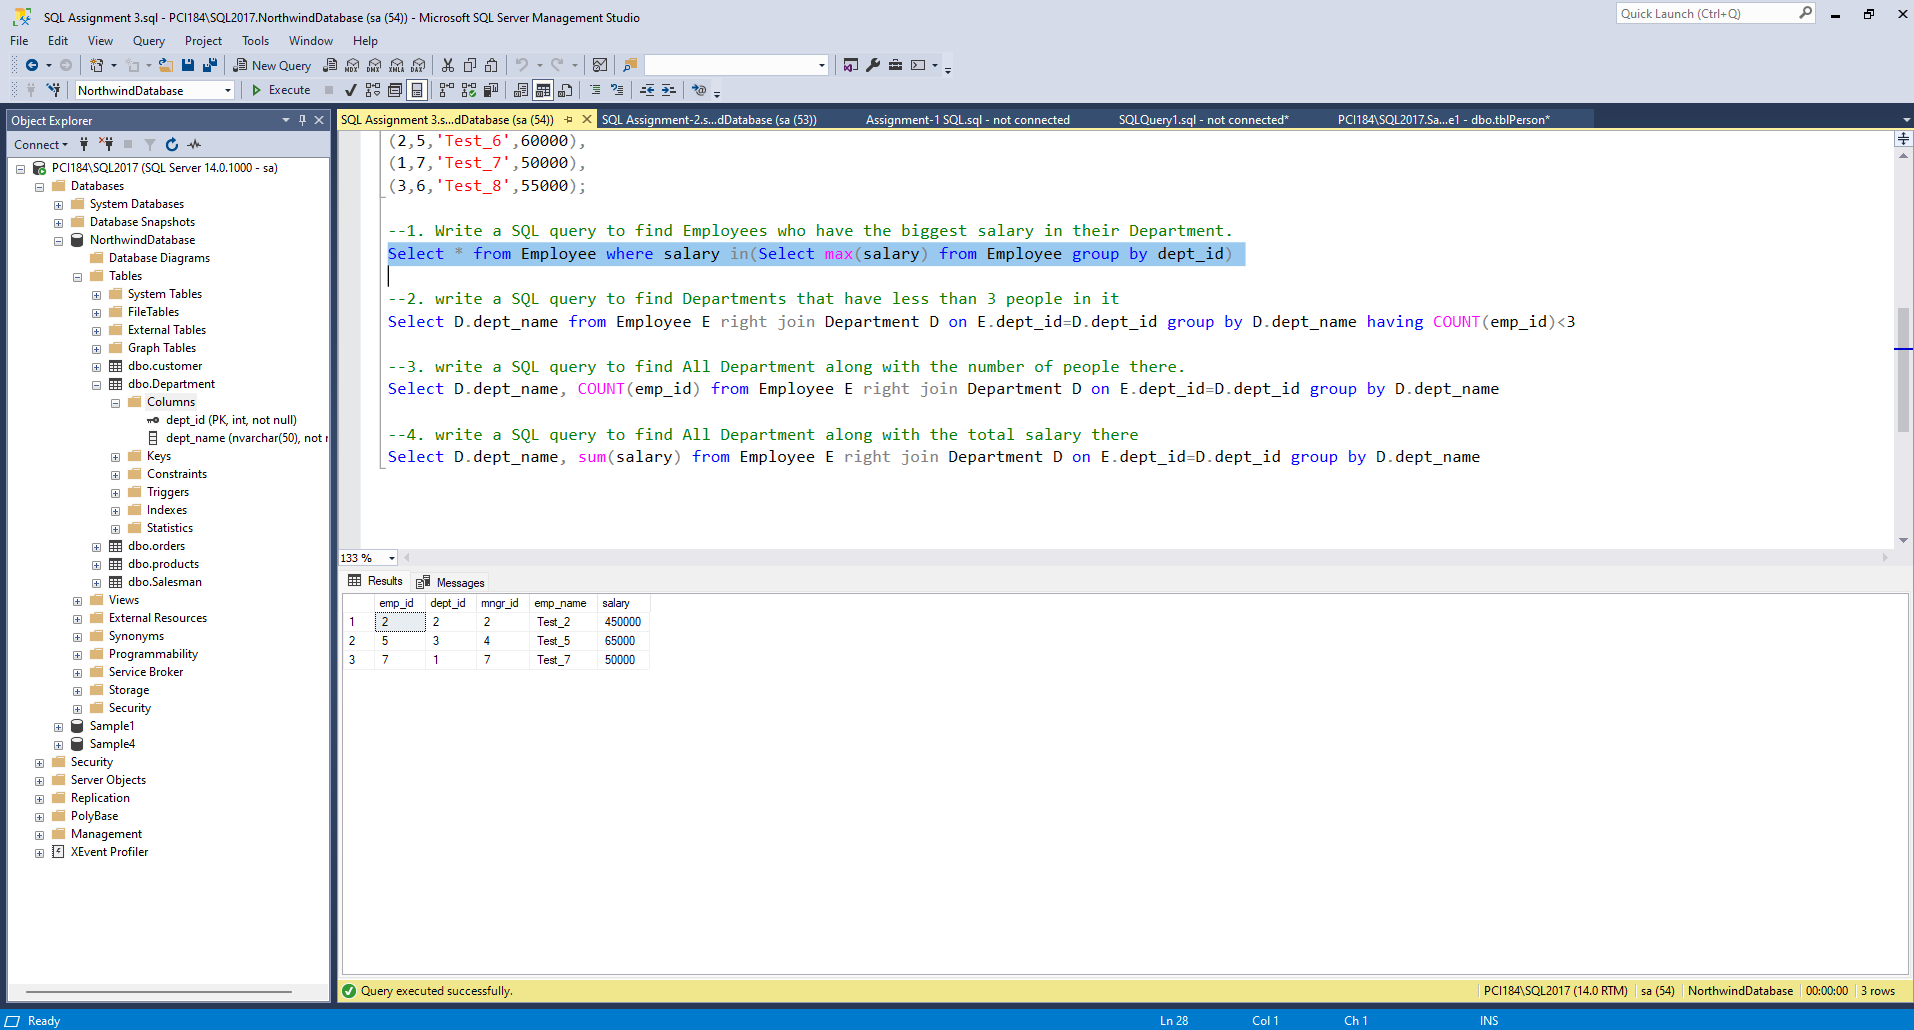 SQL Assignment 3.sql - PCI184\SQL2017.NorthwindDatabase (sa (54)) - Microsoft SQL Server Management Studio
Quick Launch (Ctrl+Q)
File Edit View Query Project Tools Window Help
New Query
MDX DMX XMLA DAX
NorthwindDatabase
Execute
Object Explorer
SQL Assignment 3.s...dDatabase (sa (54))
SQL Assignment-2.s...dDatabase (sa (53))
Assignment-1 SQL.sql - not connected
SQLQuery1.sql - not connected*
PCI184\SQL2017.Sa...e1 - dbo.tblPerson*
Connect
PCI184\SQL2017 (SQL Server 14.0.1000 - sa)
Databases
System Databases
Database Snapshots
NorthwindDatabase
Database Diagrams
Tables
System Tables
FileTables
External Tables
Graph Tables
dbo.customer
dbo.Department
Columns
dept_id (PK, int, not null)
dept_name (nvarchar(50), not r
Keys
Constraints
Triggers
Indexes
Statistics
dbo.orders
dbo.products
dbo.Salesman
Views
External Resources
Synonyms
Programmability
Service Broker
Storage
Security
Sample1
Sample4
Security
Server Objects
Replication
PolyBase
Management
XEvent Profiler
(2,5,'Test_6',60000),
(1,7,'Test_7',50000),
(3,6,'Test_8',55000);
--1. Write a SQL query to find Employees who have the biggest salary in their Department.
Select * from Employee where salary in(Select max(salary) from Employee group by dept_id)
--2. write a SQL query to find Departments that have less than 3 people in it
Select D.dept_name from Employee E right join Department D on E.dept_id=D.dept_id group by D.dept_name having COUNT(emp_id)<3
--3. write a SQL query to find All Department along with the number of people there.
Select D.dept_name, COUNT(emp_id) from Employee E right join Department D on E.dept_id=D.dept_id group by D.dept_name
--4. write a SQL query to find All Department along with the total salary there
Select D.dept_name, sum(salary) from Employee E right join Department D on E.dept_id=D.dept_id group by D.dept_name
133 %
Results Messages
emp_id dept_id mngr_id emp_name salary
1 2 2 2 Test_2 450000
2 5 3 4 Test_5 65000
3 7 1 7 Test_7 50000
Query executed successfully.
PCI184\SQL2017 (14.0 RTM) sa (54) NorthwindDatabase 00:00:00 3 rows
Ready
Ln 28 Col 1 Ch 1 INS